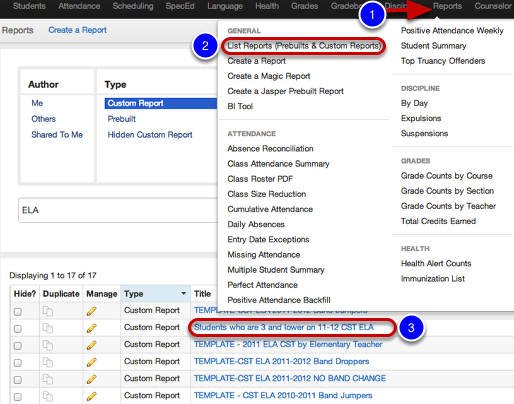 Students Attendance Scheduling SpecEd Language Health Grades Gradebook Discipline Reports Counselor
1
Reports Create a Report
2
GENERAL
List Reports (Prebuilts & Custom Reports)
Create a Report
Create a Magic Report
Create a Jasper Prebuilt Report
BI Tool
ATTENDANCE
Absence Reconciliation
Class Attendance Summary
Class Roster PDF
Class Size Reduction
Cumulative Attendance
Daily Absences
Entry Date Exceptions
Missing Attendance
Multiple Student Summary
Perfect Attendance
Positive Attendance Backfill
Positive Attendance Weekly
Student Summary
Top Truancy Offenders
DISCIPLINE
By Day
Expulsions
Suspensions
GRADES
Grade Counts by Course
Grade Counts by Section
Grade Counts by Teacher
Total Credits Earned
HEALTH
Health Alert Counts
Immunization List
Author
Me
Others
Shared To Me
Type
Custom Report
Prebuilt
Hidden Custom Report
ELA
Displaying 1 to 17 of 17
Hide? Duplicate Manage Type Title
Custom Report TEMPLATE-CST ELA 2011-2012 Band Jumpers
Custom Report Students who are 3 and lower on 11-12 CST ELA
3
Custom Report TEMPLATE - 2011 ELA CST by Elementary Teacher
Custom Report TEMPLATE-CST ELA 2011-2012 Band Droppers
Custom Report TEMPLATE-CST ELA 2011-2012 NO BAND CHANGE
Custom Report TEMPLATE - CST ELA 2010-2011 Band Jumpers